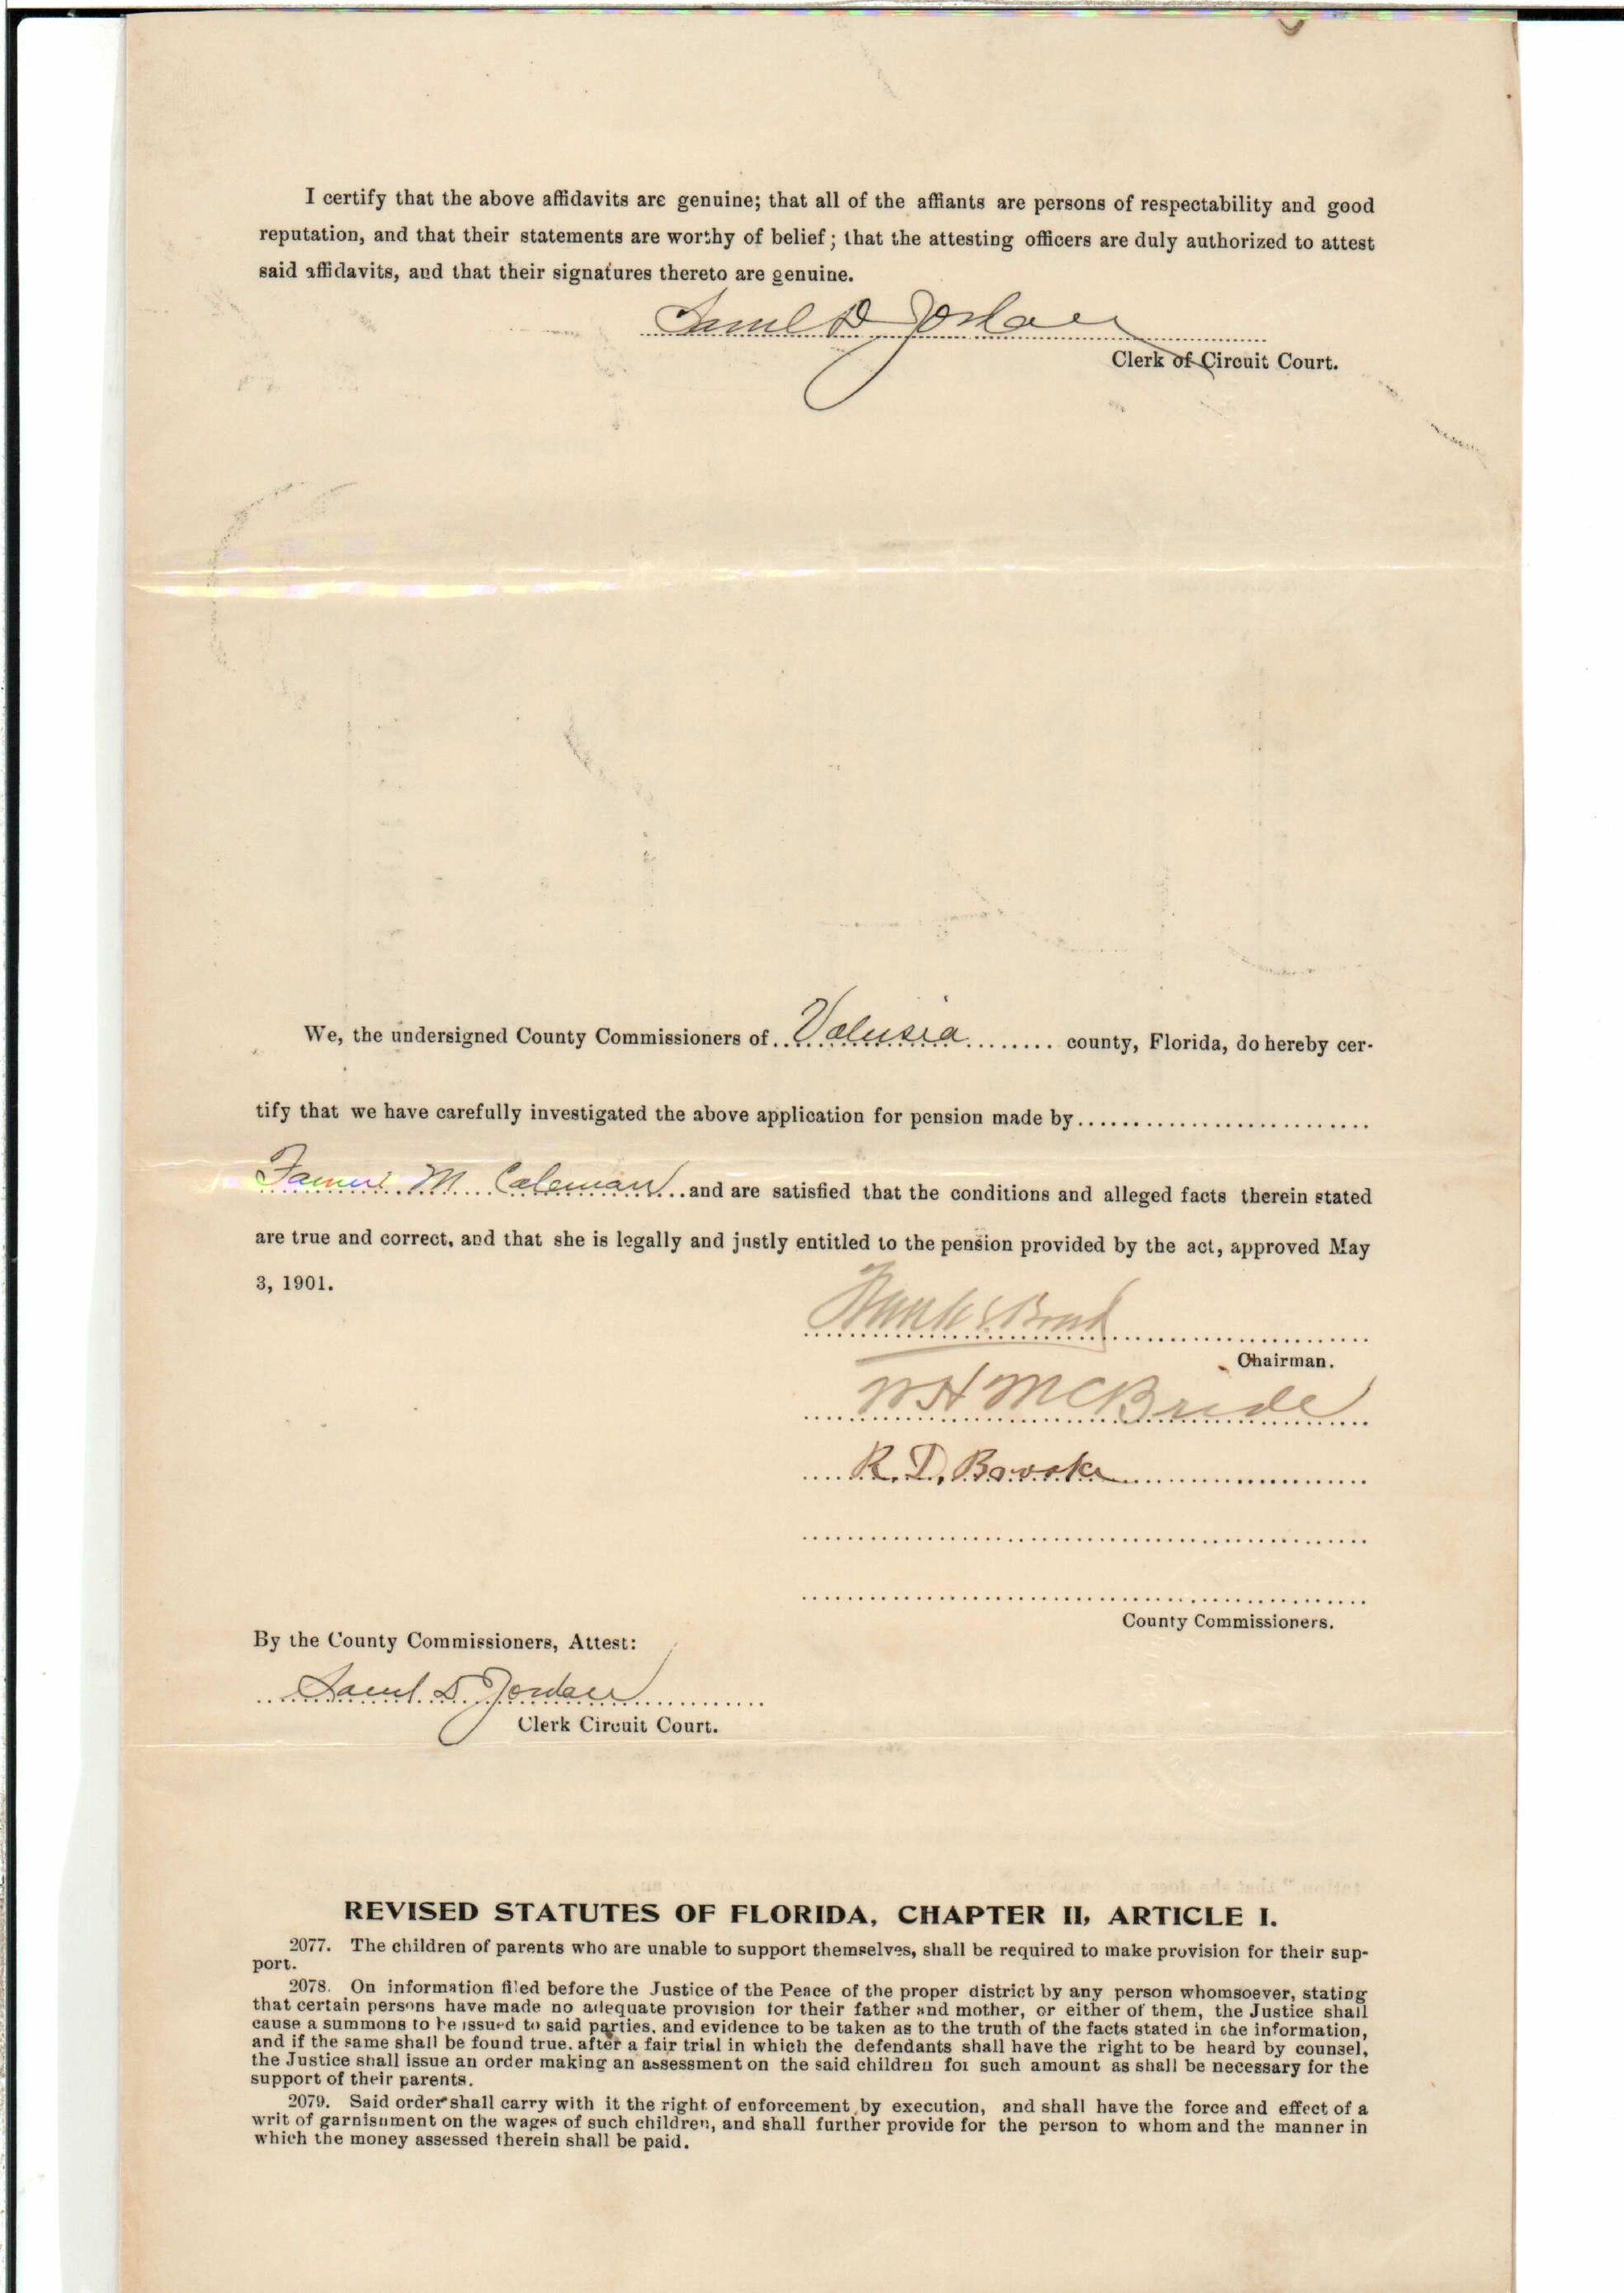 I certify that the above affidavits are genuine; that all of the affiants are persons of respectability and good
reputation, and that their statements are worthy of belief; that the attesting officers are duly authorized to attest
said affidavits, and that their signatures thereto are genuine.
Saml D Jordan
Clerk of Circuit Court.
We, the undersigned County Commissioners of Volusia county, Florida, do hereby cer-
tify that we have carefully investigated the above application for pension made by
Fannie M. Coleman and are satisfied that the conditions and alleged facts therein stated
are true and correct, and that she is legally and justly entitled to the pension provided by the act, approved May
3, 1901.
Chairman.
W H McBride
R. D. Brooke
County Commissioners.
By the County Commissioners, Attest:
Saml D Jordan
Clerk Circuit Court.
REVISED STATUTES OF FLORIDA, CHAPTER II, ARTICLE I.
2077. The children of parents who are unable to support themselves, shall be required to make provision for their sup-
port.
2078. On information filed before the Justice of the Peace of the proper district by any person whomsoever, stating
that certain persons have made no adequate provision for their father and mother, or either of them, the Justice shall
cause a summons to be issued to said parties, and evidence to be taken as to the truth of the facts stated in the information,
and if the same shall be found true, after a fair trial in which the defendants shall have the right to be heard by counsel,
the Justice shall issue an order making an assessment on the said children for such amount as shall be necessary for the
support of their parents.
2079. Said order shall carry with it the right of enforcement by execution, and shall have the force and effect of a
writ of garnishment on the wages of such children, and shall further provide for the person to whom and the manner in
which the money assessed therein shall be paid.